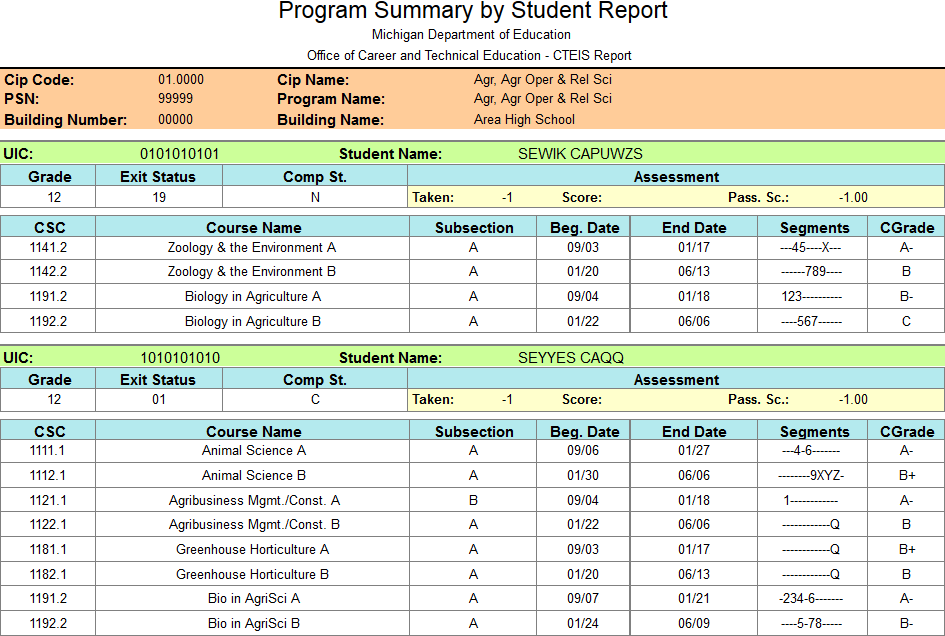 Program Summary by Student Report
Michigan Department of Education
Office of Career and Technical Education - CTEIS Report
Cip Code: 01.0000 Cip Name: Agr, Agr Oper & Rel Sci
PSN: 99999 Program Name: Agr, Agr Oper & Rel Sci
Building Number: 00000 Building Name: Area High School
UIC: 0101010101 Student Name: SEWIK CAPUWZS
Grade Exit Status Comp St. Assessment
12 19 N Taken: -1 Score: Pass. Sc.: -1.00
CSC Course Name Subsection Beg. Date End Date Segments CGrade
1141.2 Zoology & the Environment A A 09/03 01/17 ---45----X--- A-
1142.2 Zoology & the Environment B A 01/20 06/13 ------789---- B
1191.2 Biology in Agriculture A A 09/04 01/18 123---------- B-
1192.2 Biology in Agriculture B A 01/22 06/06 ----567------ C
UIC: 1010101010 Student Name: SEYYES CAQQ
Grade Exit Status Comp St. Assessment
12 01 C Taken: -1 Score: Pass. Sc.: -1.00
CSC Course Name Subsection Beg. Date End Date Segments CGrade
1111.1 Animal Science A A 09/06 01/27 ---4-6------- A-
1112.1 Animal Science B A 01/30 06/06 --------9XYZ- B+
1121.1 Agribusiness Mgmt./Const. A B 09/04 01/18 1------------ A-
1122.1 Agribusiness Mgmt./Const. B A 01/22 06/06 ------------Q B
1181.1 Greenhouse Horticulture A A 09/03 01/17 ------------Q B+
1182.1 Greenhouse Horticulture B A 01/20 06/13 ------------Q B
1191.2 Bio in AgriSci A A 09/07 01/21 -234-6------- A-
1192.2 Bio in AgriSci B A 01/24 06/09 ----5-78----- B-